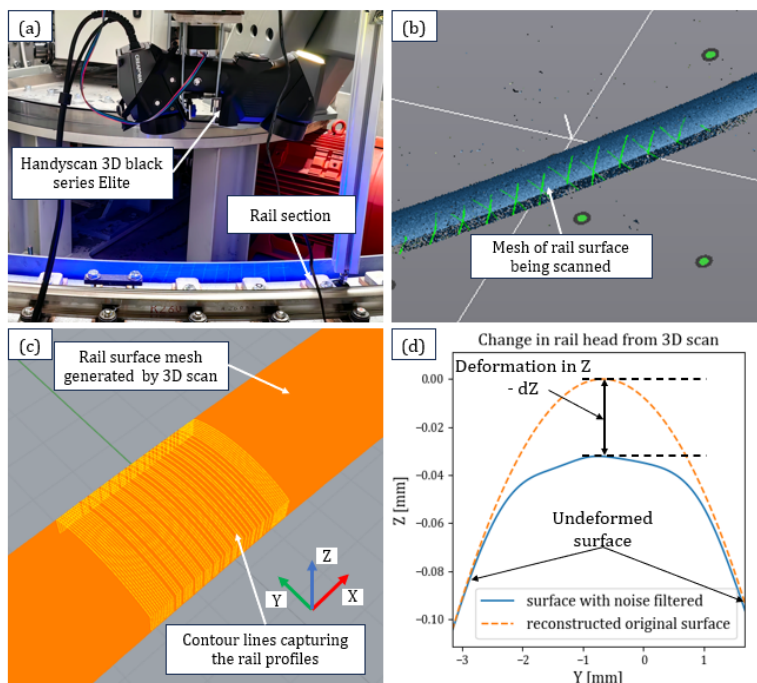 (a)
Handyscan 3D black
series Elite
Rail section
(b)
Mesh of rail surface
being scanned
(c)
Rail surface mesh
generated by 3D scan
Z
Y
X
Contour lines capturing
the rail profiles
(d)
Change in rail head from 3D scan
Deformation in Z
- dZ
Undeformed
surface
surface with noise filtered
reconstructed original surface
Z [mm]
0.00
−0.02
−0.04
−0.06
−0.08
−0.10
−3
−2
−1
0
1
Y [mm]